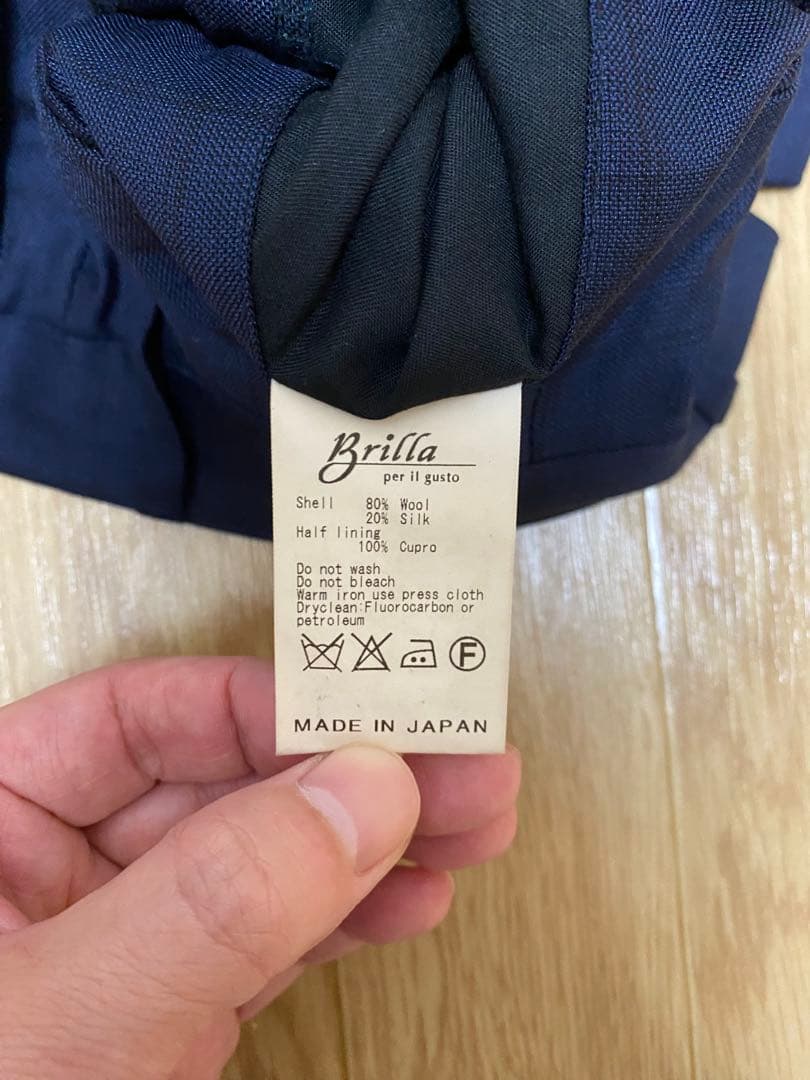 Brilla
per il gusto
Shell 80% Wool
20% Silk
Half lining
100% Cupro
Do not wash
Do not bleach
Warm iron use press cloth
Dryclean:Fluorocarbon or
petroleum
F
MADE IN JAPAN